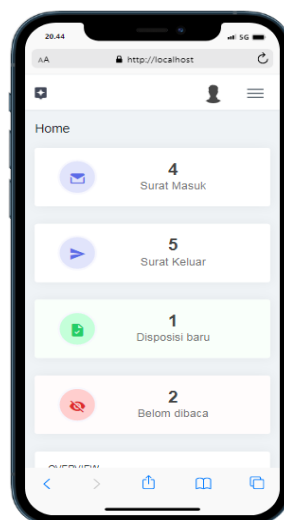 20.44
5G
AA
http://localhost
Home
4
Surat Masuk
5
Surat Keluar
1
Disposisi baru
2
Belom dibaca
OVERVIEW